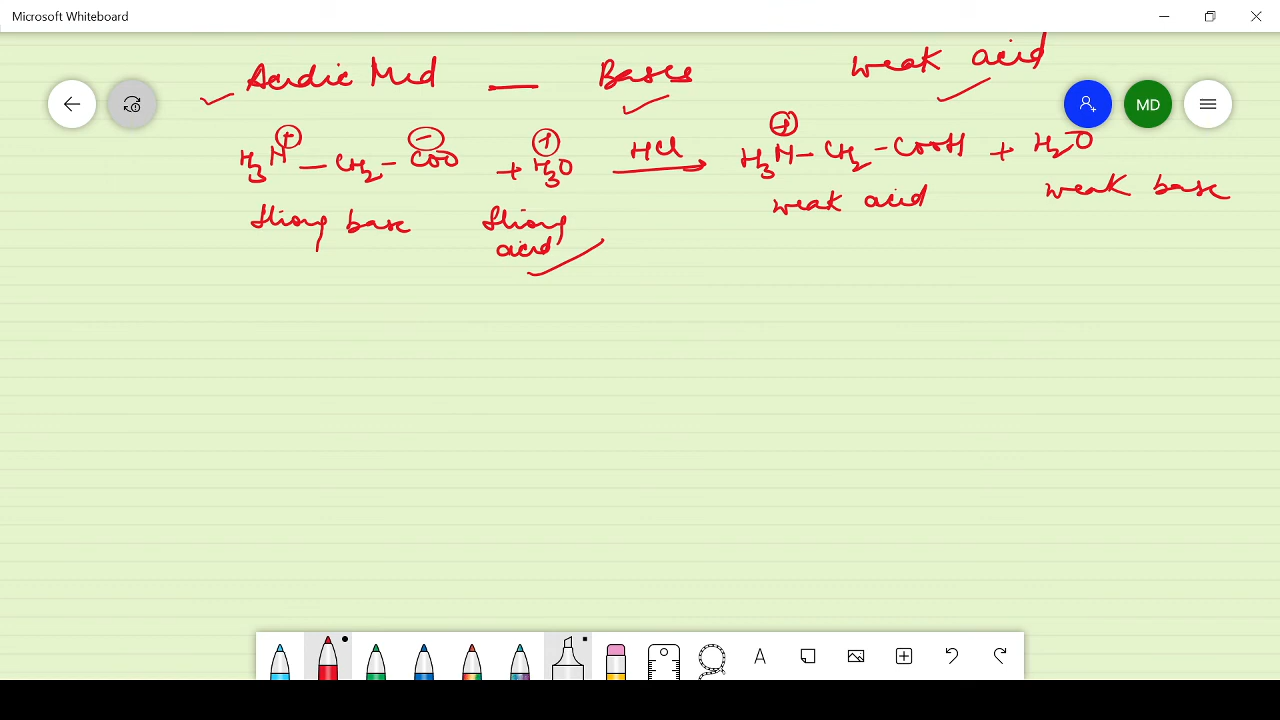 Microsoft Whiteboard
Acidic Med — Bases weak acid
MD
H₃N⊕ — CH₂ — COO⊖ + H₃O⊕ HCl → H₃N⊕ — CH₂ — COOH + H₂O
Strong base Strong acid weak acid weak base
A